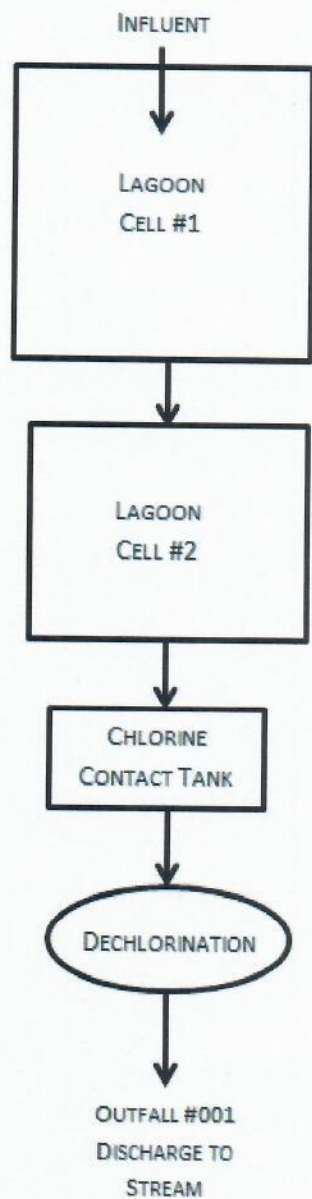 INFLUENT
LAGOON
CELL #1
LAGOON
CELL #2
CHLORINE
CONTACT TANK
DECHLORINATION
OUTFALL #001
DISCHARGE TO
STREAM